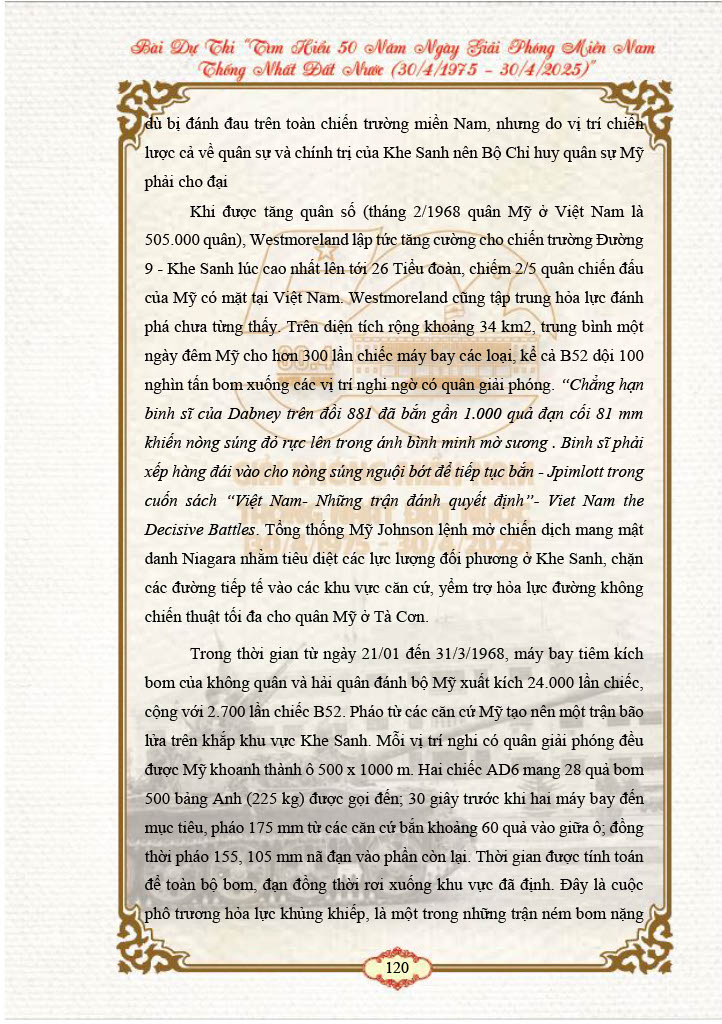 Bài Dự Thi "Tìm Hiểu 50 Năm Ngày Giải Phóng Miền Nam
Thống Nhất Đất Nước (30/4/1975 - 30/4/2025)"
dù bị đánh đau trên toàn chiến trường miền Nam, nhưng do vị trí chiến
lược cả về quân sự và chính trị của Khe Sanh nên Bộ Chỉ huy quân sự Mỹ
phải cho đại
Khi được tăng quân số (tháng 2/1968 quân Mỹ ở Việt Nam là
505.000 quân), Westmoreland lập tức tăng cường cho chiến trường Đường
9 - Khe Sanh lúc cao nhất lên tới 26 Tiểu đoàn, chiếm 2/5 quân chiến đấu
của Mỹ có mặt tại Việt Nam. Westmoreland cũng tập trung hỏa lực đánh
phá chưa từng thấy. Trên diện tích rộng khoảng 34 km2, trung bình một
ngày đêm Mỹ cho hơn 300 lần chiếc máy bay các loại, kể cả B52 dội 100
nghìn tấn bom xuống các vị trí nghi ngờ có quân giải phóng. “Chẳng hạn
binh sĩ của Dabney trên đồi 881 đã bắn gần 1.000 quả đạn cối 81 mm
khiến nòng súng đỏ rực lên trong ánh bình minh mờ sương . Binh sĩ phải
xếp hàng đái vào cho nòng súng nguội bớt để tiếp tục bắn - Jpimlott trong
cuốn sách “Việt Nam- Những trận đánh quyết định”- Viet Nam the
Decisive Battles. Tổng thống Mỹ Johnson lệnh mở chiến dịch mang mật
danh Niagara nhằm tiêu diệt các lực lượng đối phương ở Khe Sanh, chặn
các đường tiếp tế vào các khu vực căn cứ, yểm trợ hỏa lực đường không
chiến thuật tối đa cho quân Mỹ ở Tà Cơn.
Trong thời gian từ ngày 21/01 đến 31/3/1968, máy bay tiêm kích
bom của không quân và hải quân đánh bộ Mỹ xuất kích 24.000 lần chiếc,
cộng với 2.700 lần chiếc B52. Pháo từ các căn cứ Mỹ tạo nên một trận bão
lửa trên khắp khu vực Khe Sanh. Mỗi vị trí nghi có quân giải phóng đều
được Mỹ khoanh thành ô 500 x 1000 m. Hai chiếc AD6 mang 28 quả bom
500 bảng Anh (225 kg) được gọi đến; 30 giây trước khi hai máy bay đến
mục tiêu, pháo 175 mm từ các căn cứ bắn khoảng 60 quả vào giữa ô, đồng
thời pháo 155, 105 mm nã đạn vào phần còn lại. Thời gian được tính toán
để toàn bộ bom, đạn đồng thời rơi xuống khu vực đã định. Đây là cuộc
phô trương hỏa lực khủng khiếp, là một trong những trận ném bom nặng
30.4
GIẢI PHÓNG MIỀN NAM
THỐNG NHẤT ĐẤT NƯỚC
(30/4/1975 - 30/4/2025)
120